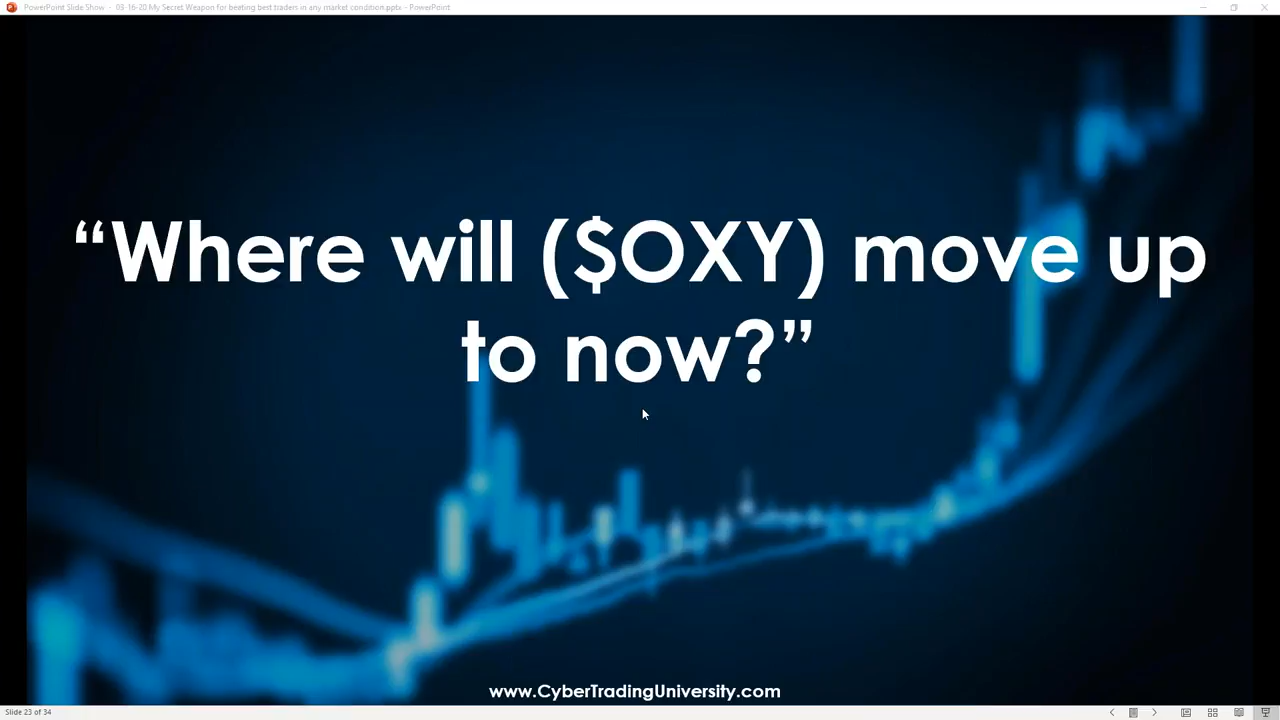 PowerPoint Slide Show - 03-16-20 My Secret Weapon for beating best traders in any market condition.pptx - PowerPoint
“Where will ($OXY) move up
to now?”
www.CyberTradingUniversity.com
Slide 23 of 34